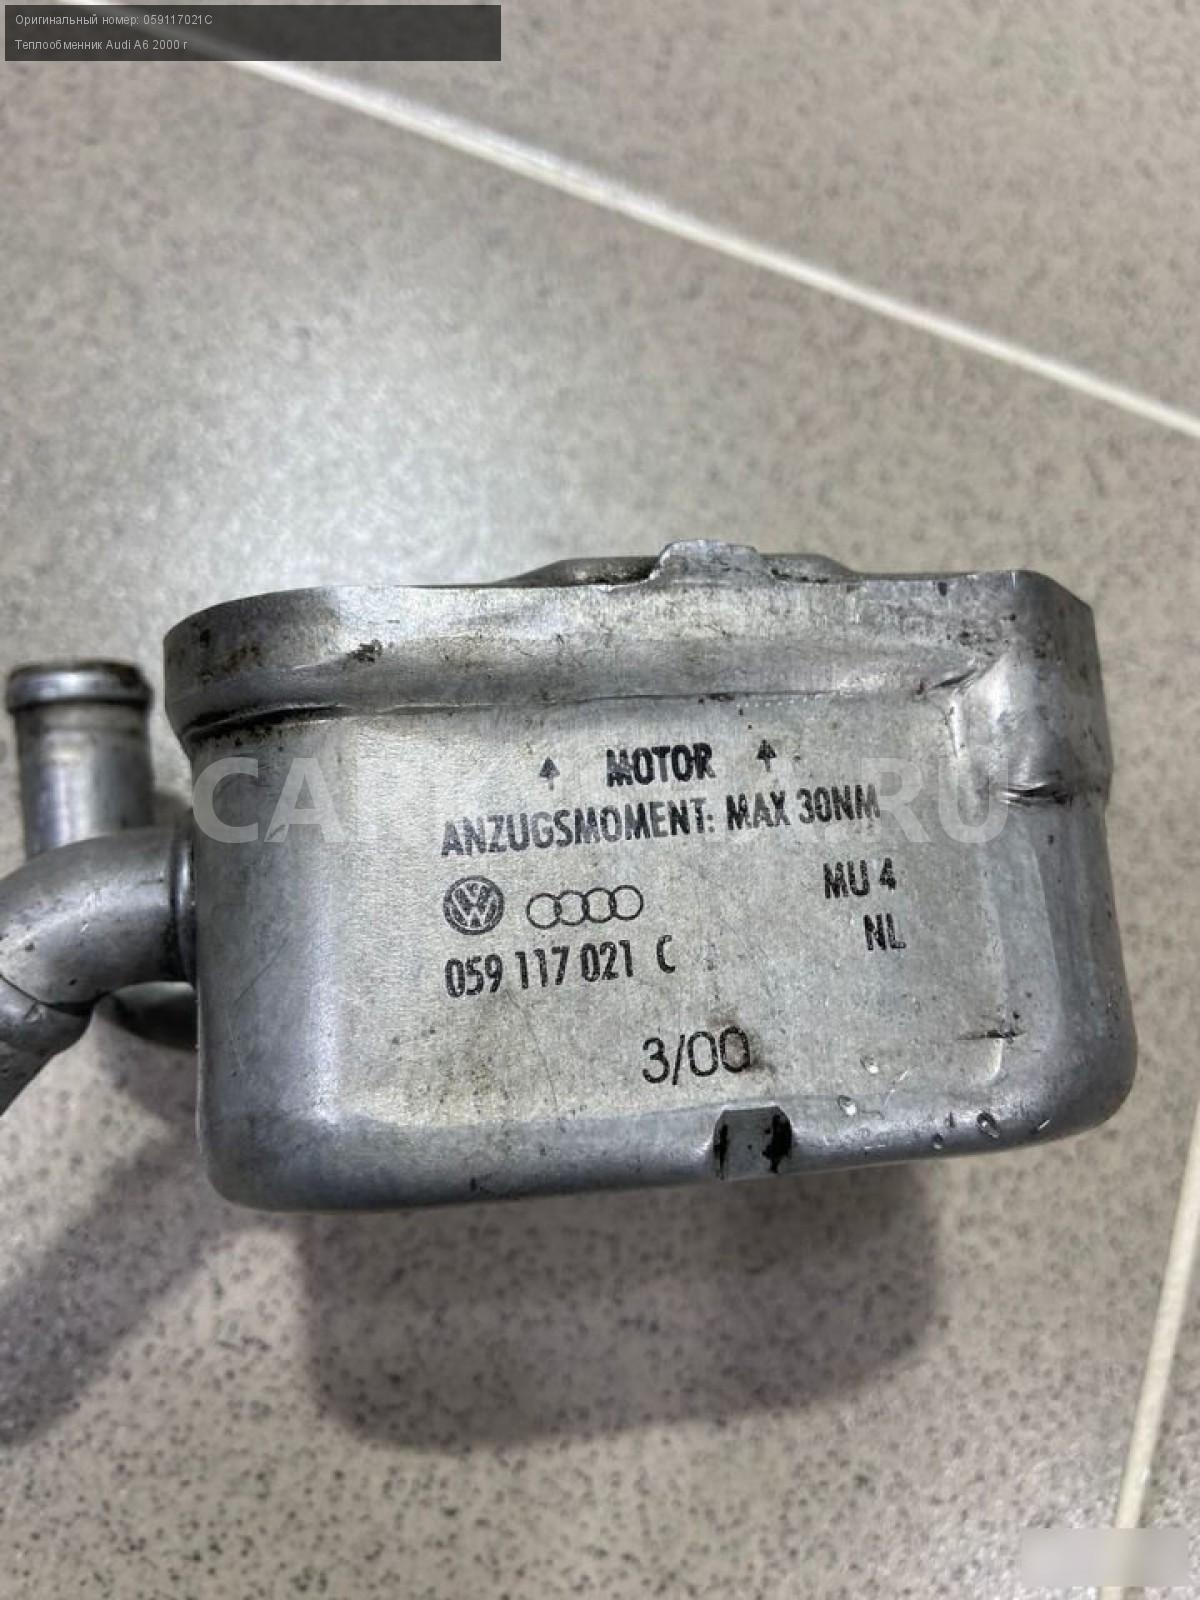 Оригинальный номер: 059117021C
Теплообменник Audi A6 2000 г
MOTOR
ANZUGSMOMENT: MAX 30NM
MU 4
NL
059 117 021 C
3/00